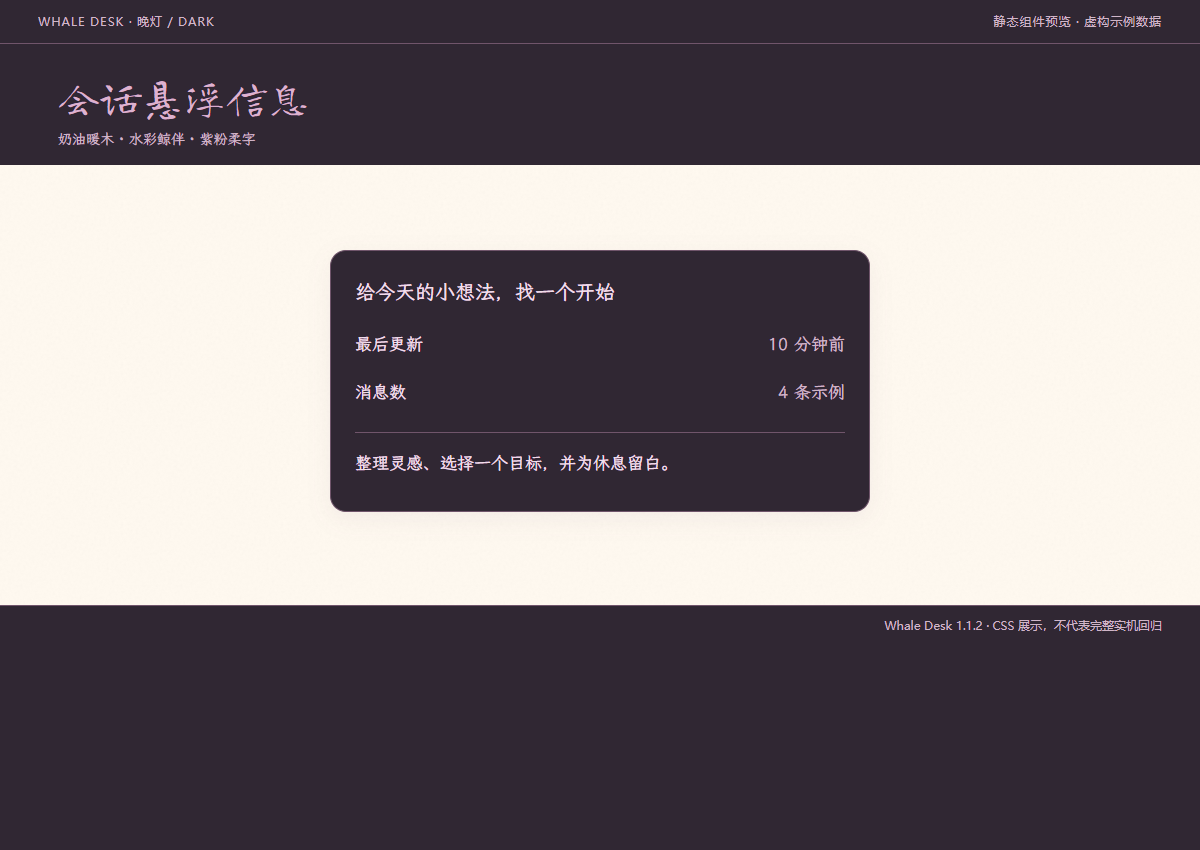 WHALE DESK · 晚灯 / DARK
静态组件预览 · 虚构示例数据
会话悬浮信息
奶油暖木 · 水彩鲸伴 · 紫粉柔字
给今天的小想法，找一个开始
最后更新 10 分钟前
消息数 4 条示例
整理灵感、选择一个目标，并为休息留白。
Whale Desk 1.1.2 · CSS 展示，不代表完整实机回归